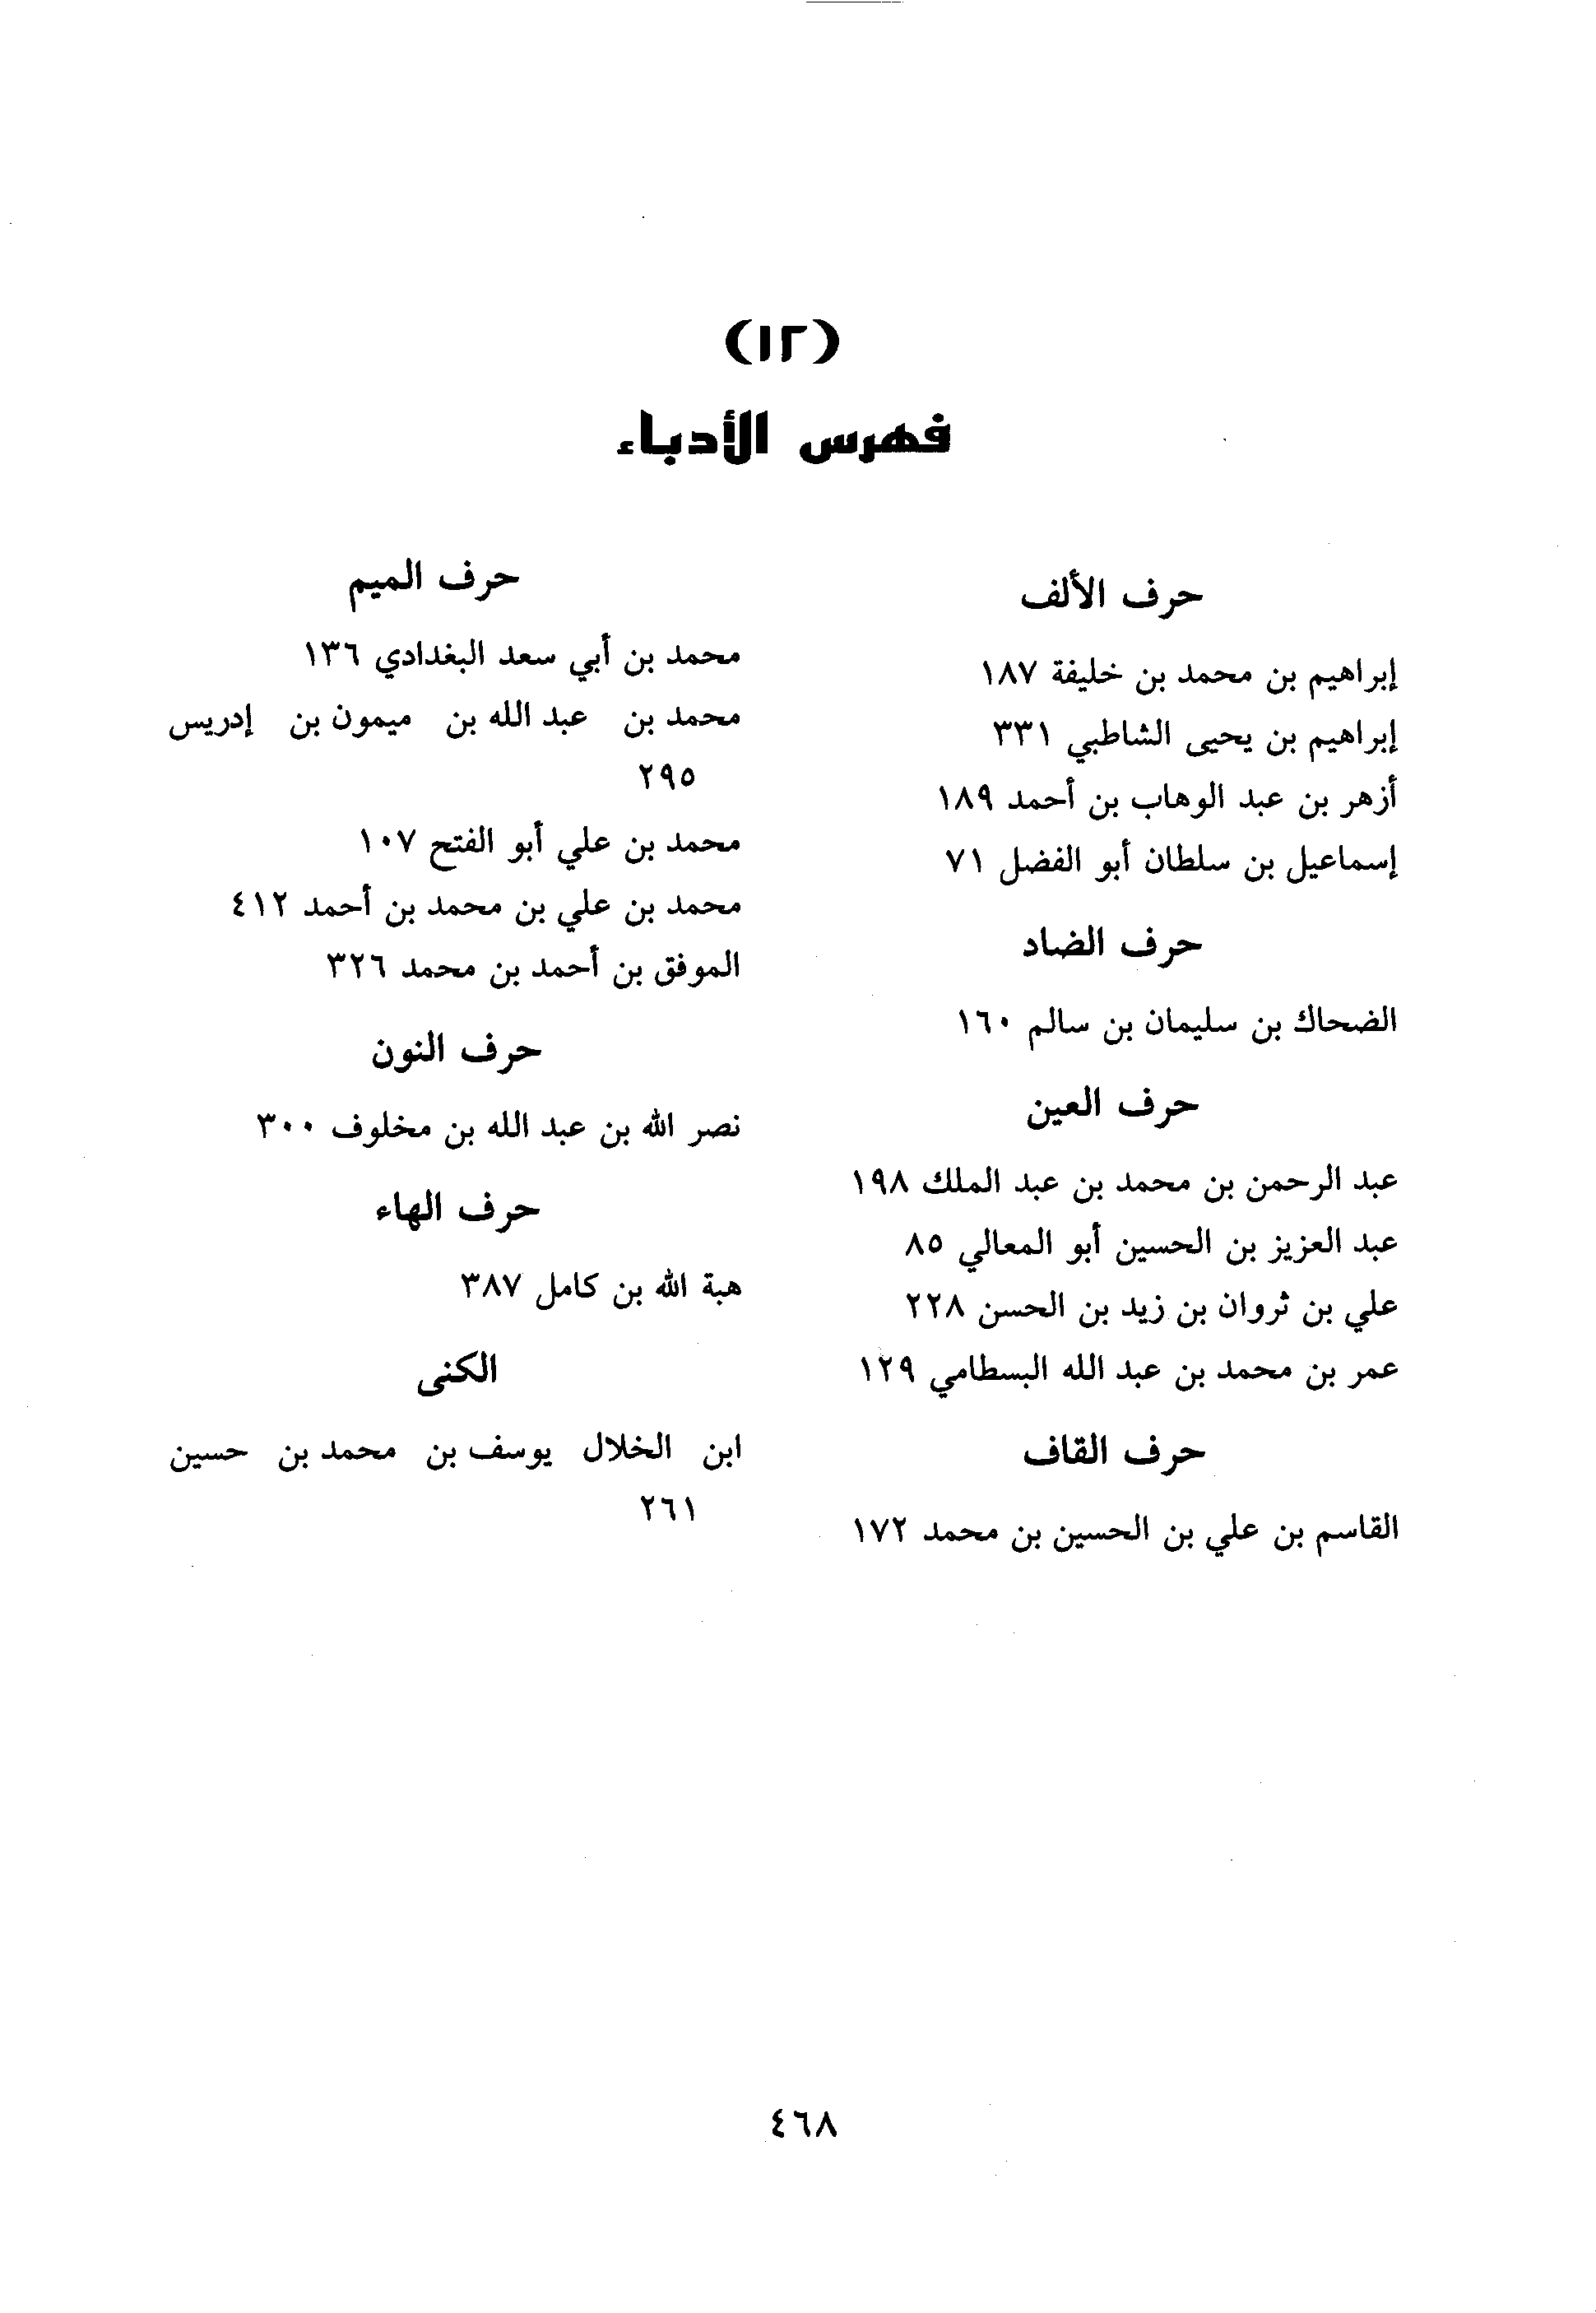 (١٢)
فهرس الأدباء
حرف الألف
إبراهيم بن محمد بن خليفة ١٨٧
إبراهيم بن يحيى الشاطبي ٣٣١
أزهر بن عبد الوهاب بن أحمد ١٨٩
إسماعيل بن سلطان أبو الفضل ٧١
حرف الضاد
الضحاك بن سليمان بن سالم ١٦٠
حرف العين
عبد الرحمن بن محمد بن عبد الملك ١٩٨
عبد العزيز بن الحسين أبو المعالي ٨٥
علي بن ثروان بن زيد بن الحسن ٢٢٨
عمر بن محمد بن عبد الله البسطامي ١٢٩
حرف القاف
القاسم بن علي بن الحسين بن محمد ١٧٢
حرف الميم
محمد بن أبي سعد البغدادي ١٣٦
محمد بن عبد الله بن ميمون بن إدريس
٢٩٥
محمد بن علي أبو الفتح ١٠٧
محمد بن علي بن محمد بن أحمد ٤١٢
الموفق بن أحمد بن محمد ٣٢٦
حرف النون
نصر الله بن عبد الله بن مخلوف ٣٠٠
حرف الهاء
هبة الله بن كامل ٣٨٧
الكنى
ابن الخلال يوسف بن محمد بن حسين
٢٦١
٤٦٨